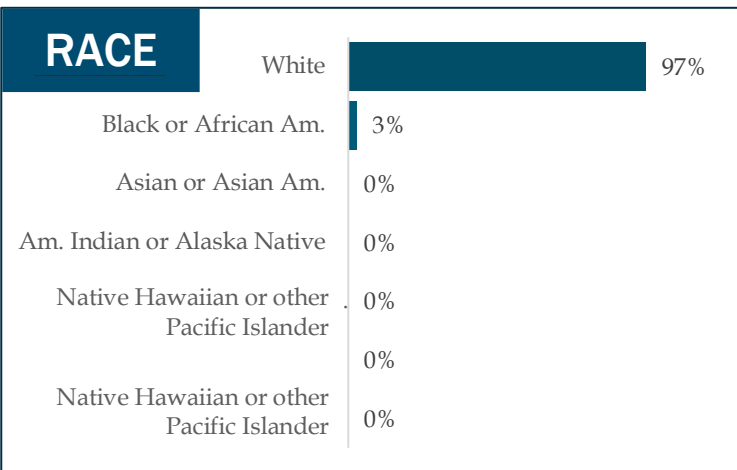 RACE
White 97%
Black or African Am. 3%
Asian or Asian Am. 0%
Am. Indian or Alaska Native 0%
Native Hawaiian or other . 0%
Pacific Islander
0%
Native Hawaiian or other
Pacific Islander 0%